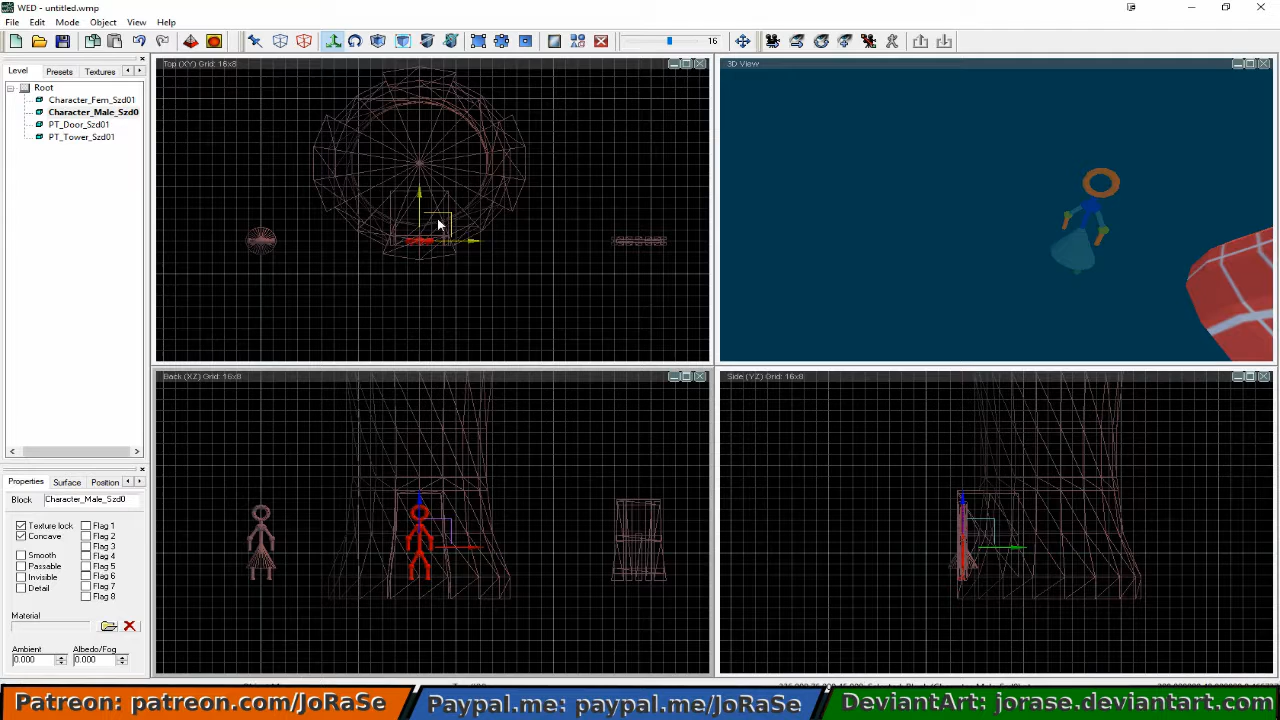 WED - untitled.wmp
File Edit Mode Object View Help
16
Level Presets Textures
Root
Character_Fem_Szd01
Character_Male_Szd0
PT_Door_Szd01
PT_Tower_Szd01
Top (XY) Grid: 16x8
3D View
Back (XZ) Grid: 16x8
Side (YZ) Grid: 16x8
Properties Surface Position
Block Character_Male_Szd0
Texture lock Flag 1
Concave Flag 2
Flag 3
Smooth Flag 4
Passable Flag 5
Invisible Flag 6
Detail Flag 7
Flag 8
Material
Ambient Albedo/Fog
0.000 0.000
Patreon: patreon.com/JoRaSe
Paypal.me: paypal.me/JoRaSe
DeviantArt: jorase.deviantart.com